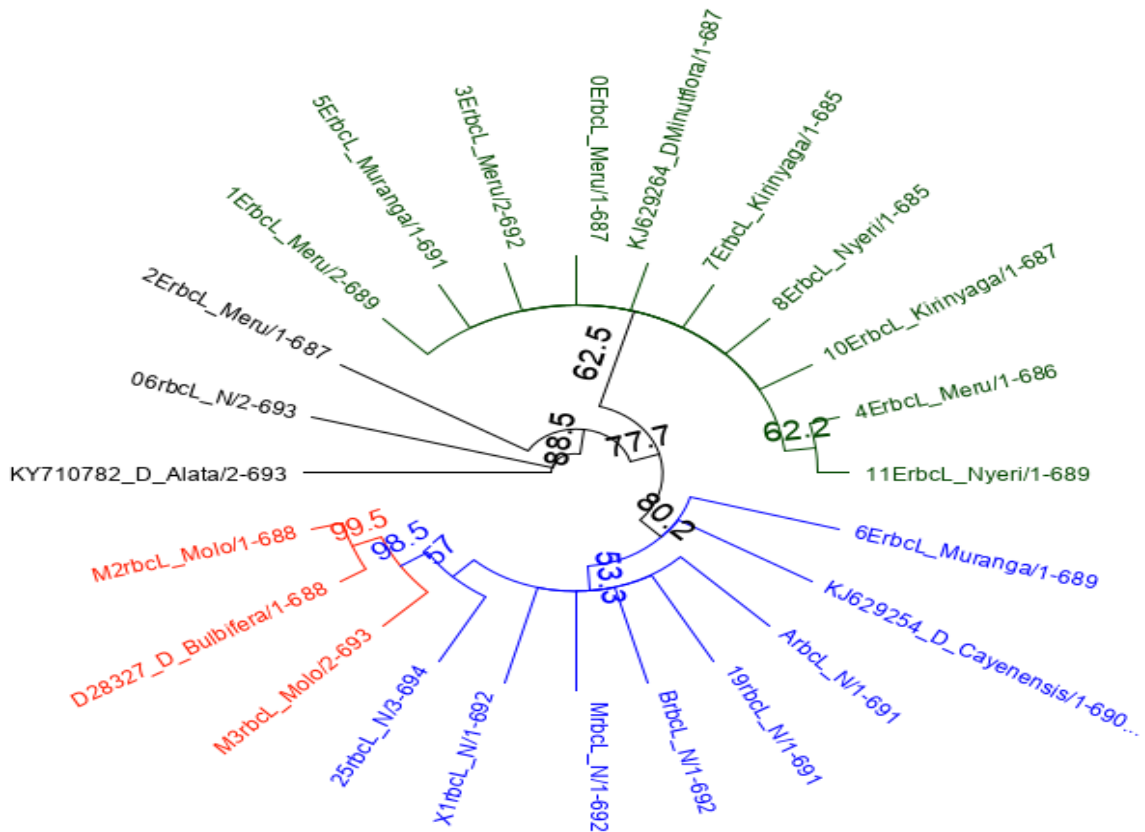 KJ629264_DMinutflora/1-687
0ErbcL_Meru/1-687
3ErbcL_Meru/2-692
5ErbcL_Muranga/1-691
1ErbcL_Meru/2-689
2ErbcL_Meru/1-687
06rbcL_N/2-693
KY710782_D_Alata/2-693
M2rbcL_Molo/1-688
D28327_D_Bulbifera/1-688
M3rbcL_Molo/2-693
25rbcL_N/3-694
X1rbcL_N/1-692
MrbcL_N/1-692
BrbcL_N/1-692
19rbcL_N/1-691
ArbcL_N/1-691
KJ629254_D_Cayenensis/1-690...
6ErbcL_Muranga/1-689
11ErbcL_Nyeri/1-689
4ErbcL_Meru/1-686
10ErbcL_Kirinyaga/1-687
8ErbcL_Nyeri/1-685
7ErbcL_Kirinyaga/1-685
62.5
62.2
88.5
77.7
80.2
53.3
57
98.5
99.5